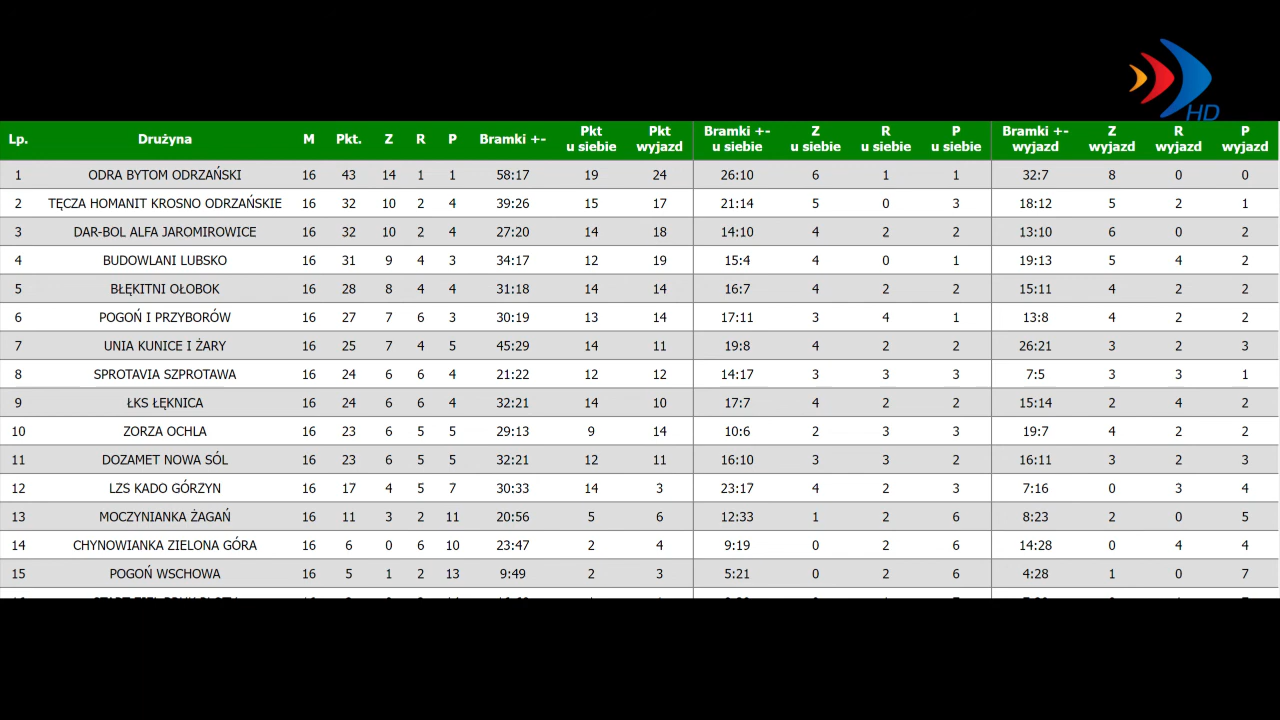 HD
Lp. Drużyna M Pkt. Z R P Bramki +- Pkt u siebie Pkt wyjazd Bramki +- u siebie Z u siebie R u siebie P u siebie Bramki +- wyjazd Z wyjazd R wyjazd P wyjazd
1 ODRA BYTOM ODRZAŃSKI 16 43 14 1 1 58:17 19 24 26:10 6 1 1 32:7 8 0 0
2 TĘCZA HOMANIT KROSNO ODRZAŃSKIE 16 32 10 2 4 39:26 15 17 21:14 5 0 3 18:12 5 2 1
3 DAR-BOL ALFA JAROMIROWICE 16 32 10 2 4 27:20 14 18 14:10 4 2 2 13:10 6 0 2
4 BUDOWLANI LUBSKO 16 31 9 4 3 34:17 12 19 15:4 4 0 1 19:13 5 4 2
5 BŁĘKITNI OŁOBOK 16 28 8 4 4 31:18 14 14 16:7 4 2 2 15:11 4 2 2
6 POGOŃ I PRZYBORÓW 16 27 7 6 3 30:19 13 14 17:11 3 4 1 13:8 4 2 2
7 UNIA KUNICE I ŻARY 16 25 7 4 5 45:29 14 11 19:8 4 2 2 26:21 3 2 3
8 SPROTAVIA SZPROTAWA 16 24 6 6 4 21:22 12 12 14:17 3 3 3 7:5 3 3 1
9 ŁKS ŁĘKNICA 16 24 6 6 4 32:21 14 10 17:7 4 2 2 15:14 2 4 2
10 ZORZA OCHLA 16 23 6 5 5 29:13 9 14 10:6 2 3 3 19:7 4 2 2
11 DOZAMET NOWA SÓL 16 23 6 5 5 32:21 12 11 16:10 3 3 2 16:11 3 2 3
12 LZS KADO GÓRZYN 16 17 4 5 7 30:33 14 3 23:17 4 2 3 7:16 0 3 4
13 MOCZYNIANKA ŻAGAŃ 16 11 3 2 11 20:56 5 6 12:33 1 2 6 8:23 2 0 5
14 CHYNOWIANKA ZIELONA GÓRA 16 6 0 6 10 23:47 2 4 9:19 0 2 6 14:28 0 4 4
15 POGOŃ WSCHOWA 16 5 1 2 13 9:49 2 3 5:21 0 2 6 4:28 1 0 7